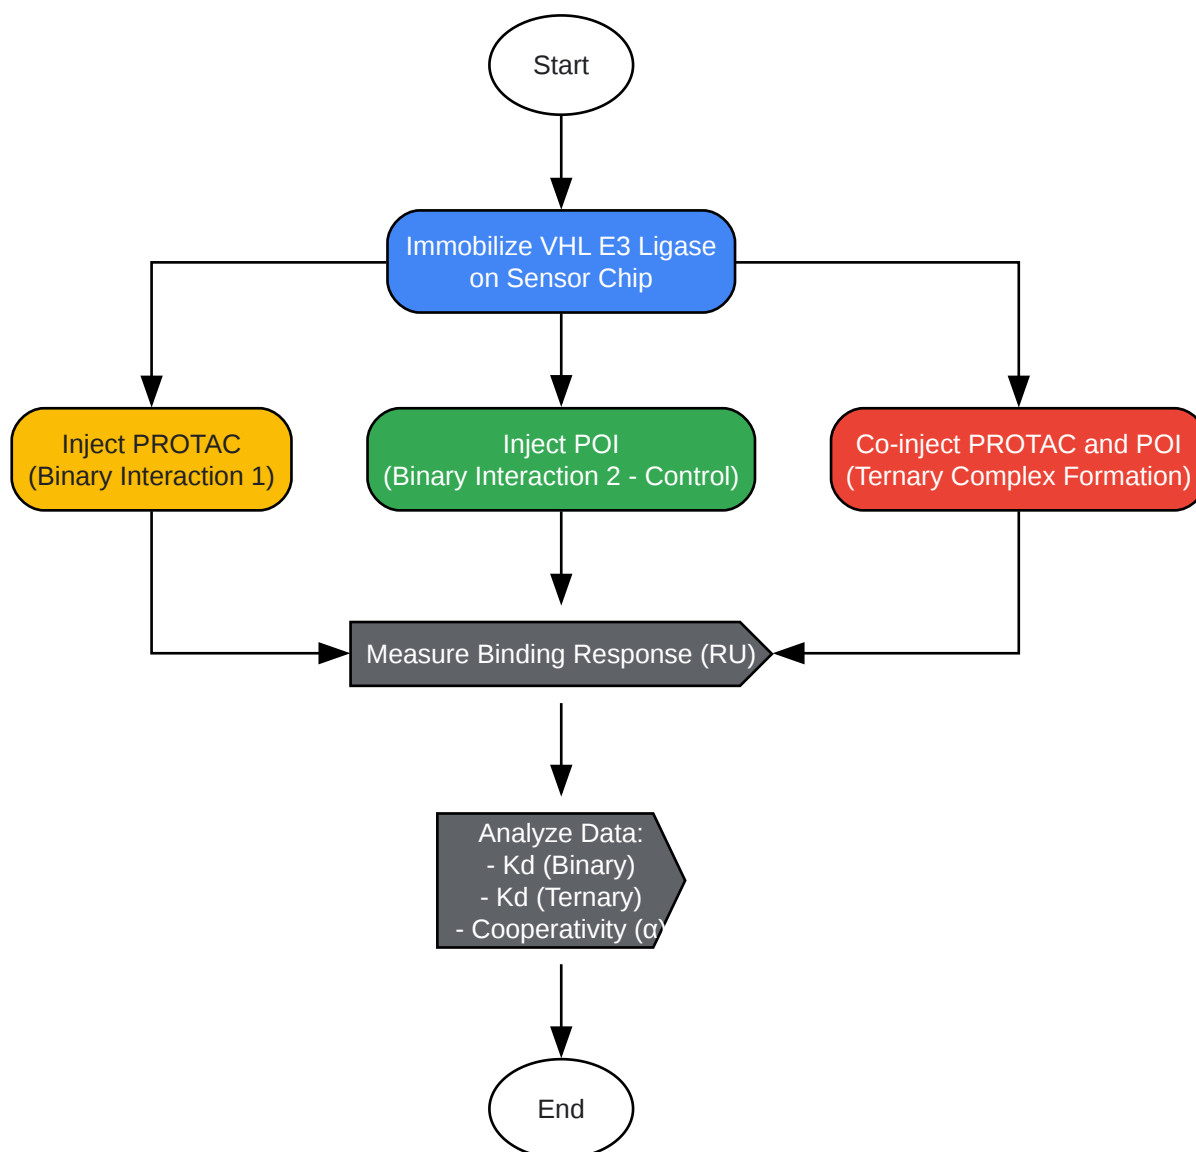 Start
Immobilize VHL E3 Ligase
on Sensor Chip
Inject PROTAC
(Binary Interaction 1)
Inject POI
(Binary Interaction 2 - Control)
Co-inject PROTAC and POI
(Ternary Complex Formation)
Measure Binding Response (RU)
Analyze Data:
- Kd (Binary)
- Kd (Ternary)
- Cooperativity (α)
End